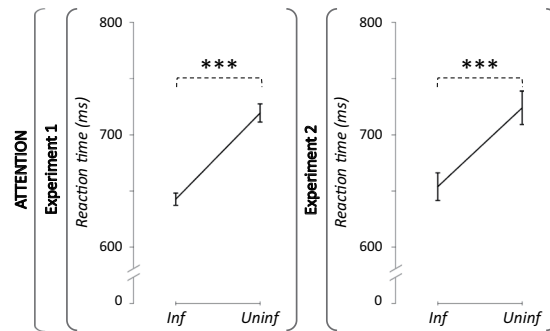 ATTENTION
Experiment 1
Reaction time (ms)
800
700
600
0
***
Inf
Uninf
Experiment 2
Reaction time (ms)
800
700
600
0
***
Inf
Uninf